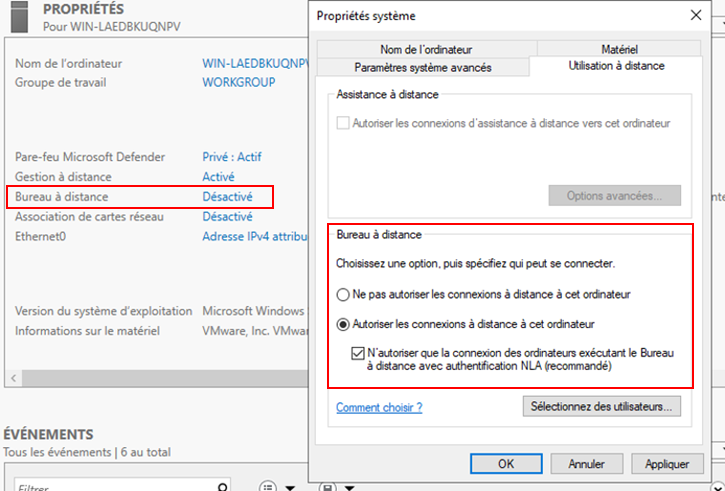 PROPRIÉTÉS
Pour WIN-LAEDBKUQNPV
Nom de l'ordinateur WIN-LAEDBKUQNPV
Groupe de travail WORKGROUP
Pare-feu Microsoft Defender Privé : Actif
Gestion à distance Activé
Bureau à distance Désactivé
Association de cartes réseau Désactivé
Ethernet0 Adresse IPv4 attribu
Version du système d'exploitation Microsoft Windows
Informations sur le matériel VMware, Inc. VMwar
ÉVÉNEMENTS
Tous les événements | 6 au total
Filtrer
Propriétés système
Nom de l'ordinateur Matériel
Paramètres système avancés Utilisation à distance
Assistance à distance
Autoriser les connexions d'assistance à distance vers cet ordinateur
Options avancées...
Bureau à distance
Choisissez une option, puis spécifiez qui peut se connecter.
Ne pas autoriser les connexions à distance à cet ordinateur
Autoriser les connexions à distance à cet ordinateur
N'autoriser que la connexion des ordinateurs exécutant le Bureau
à distance avec authentification NLA (recommandé)
Comment choisir ? Sélectionnez des utilisateurs...
OK Annuler Appliquer